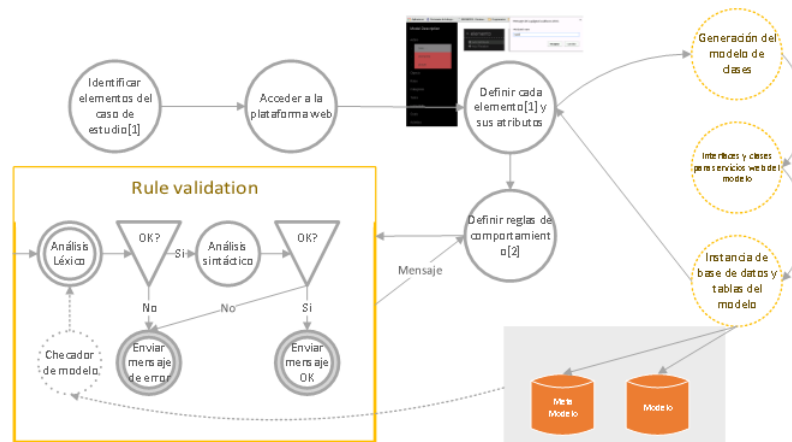 Identificar
elementos del
caso de
estudio[1]
Acceder a la
plataforma web
Definir cada
elemento[1] y
sus atributos
Generación del
modelo de
clases
Interfaces y clases
para servicios web del
modelo
Instancia de
base de datos y
tablas del
modelo
Definir reglas de
comportamient
o[2]
Mensaje
Rule validation
Análisis
Léxico
OK?
Si
Análisis
sintáctico
OK?
No
No
Si
Checador
de modelo
Enviar
mensaje
de error
Enviar
mensaje
OK
Meta
Modelo
Modelo